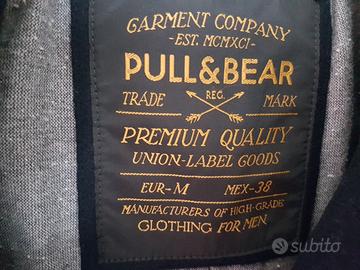 GARMENT COMPANY
-EST. MCMXCI-
PULL&BEAR
REG.
TRADE MARK
PREMIUM QUALITY
UNION-LABEL GOODS
EUR-M MEX-38
MANUFACTURERS OF HIGH-GRADE
CLOTHING FOR MEN
subito